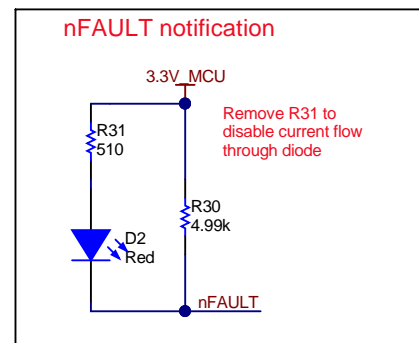 nFAULT notification
3.3V_MCU
Remove R31 to
disable current flow
through diode
R31
510
R30
4.99k
D2
Red
nFAULT